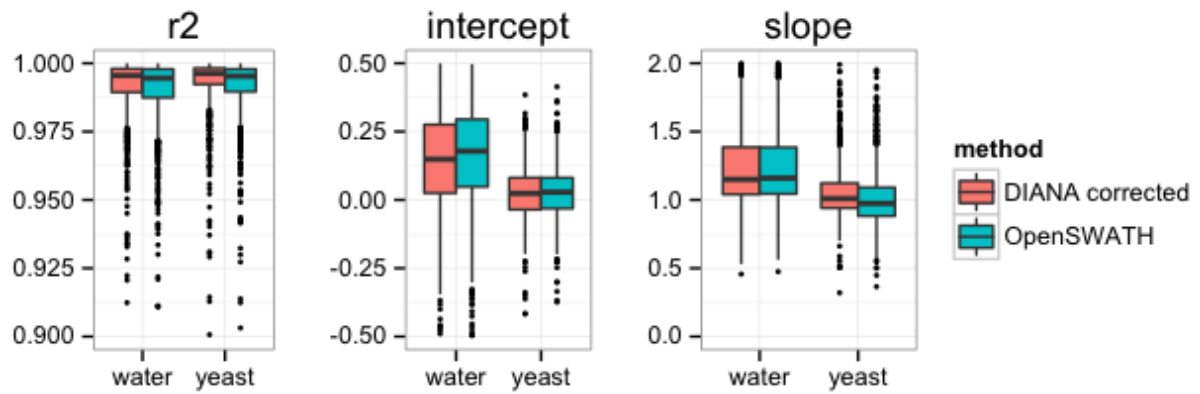 r2
1.000
0.975
0.950
0.925
0.900
water yeast
intercept
0.50
0.25
0.00
-0.25
-0.50
water yeast
slope
2.0
1.5
1.0
0.5
0.0
water yeast
method
DIANA corrected
OpenSWATH